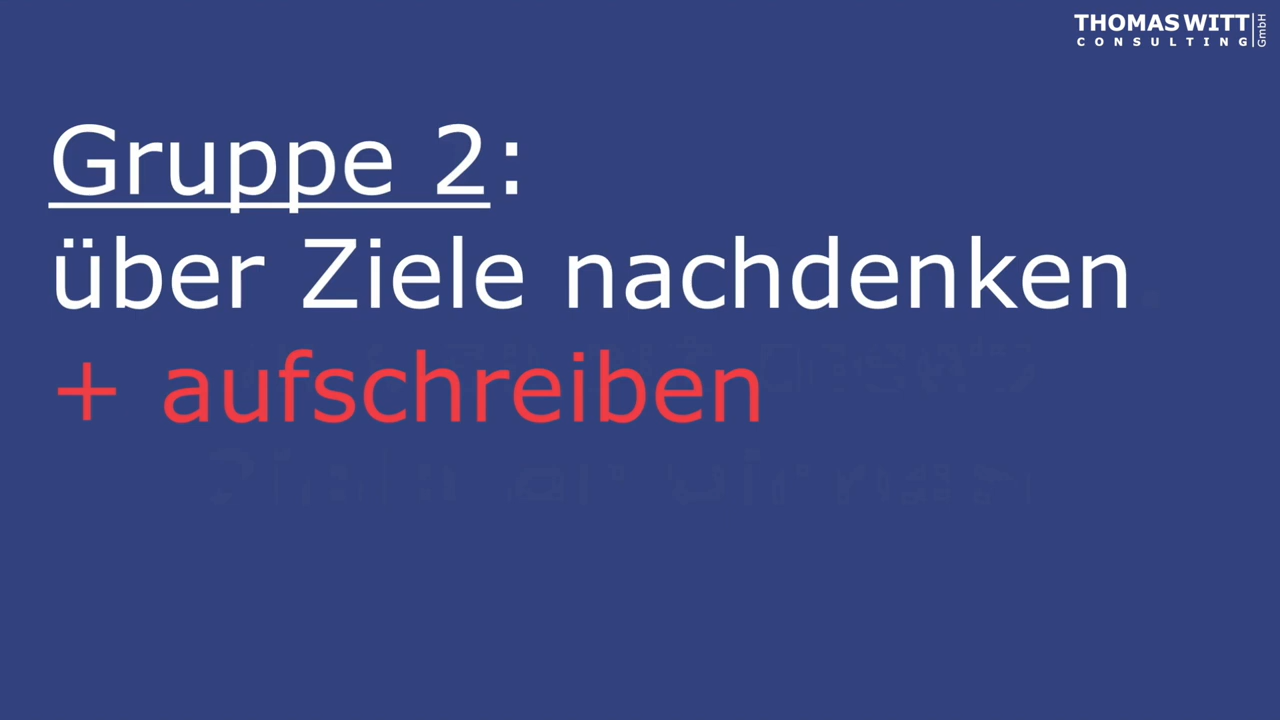 THOMAS WITT
CONSULTING
GmbH
Gruppe 2:
über Ziele nachdenken
+ aufschreiben